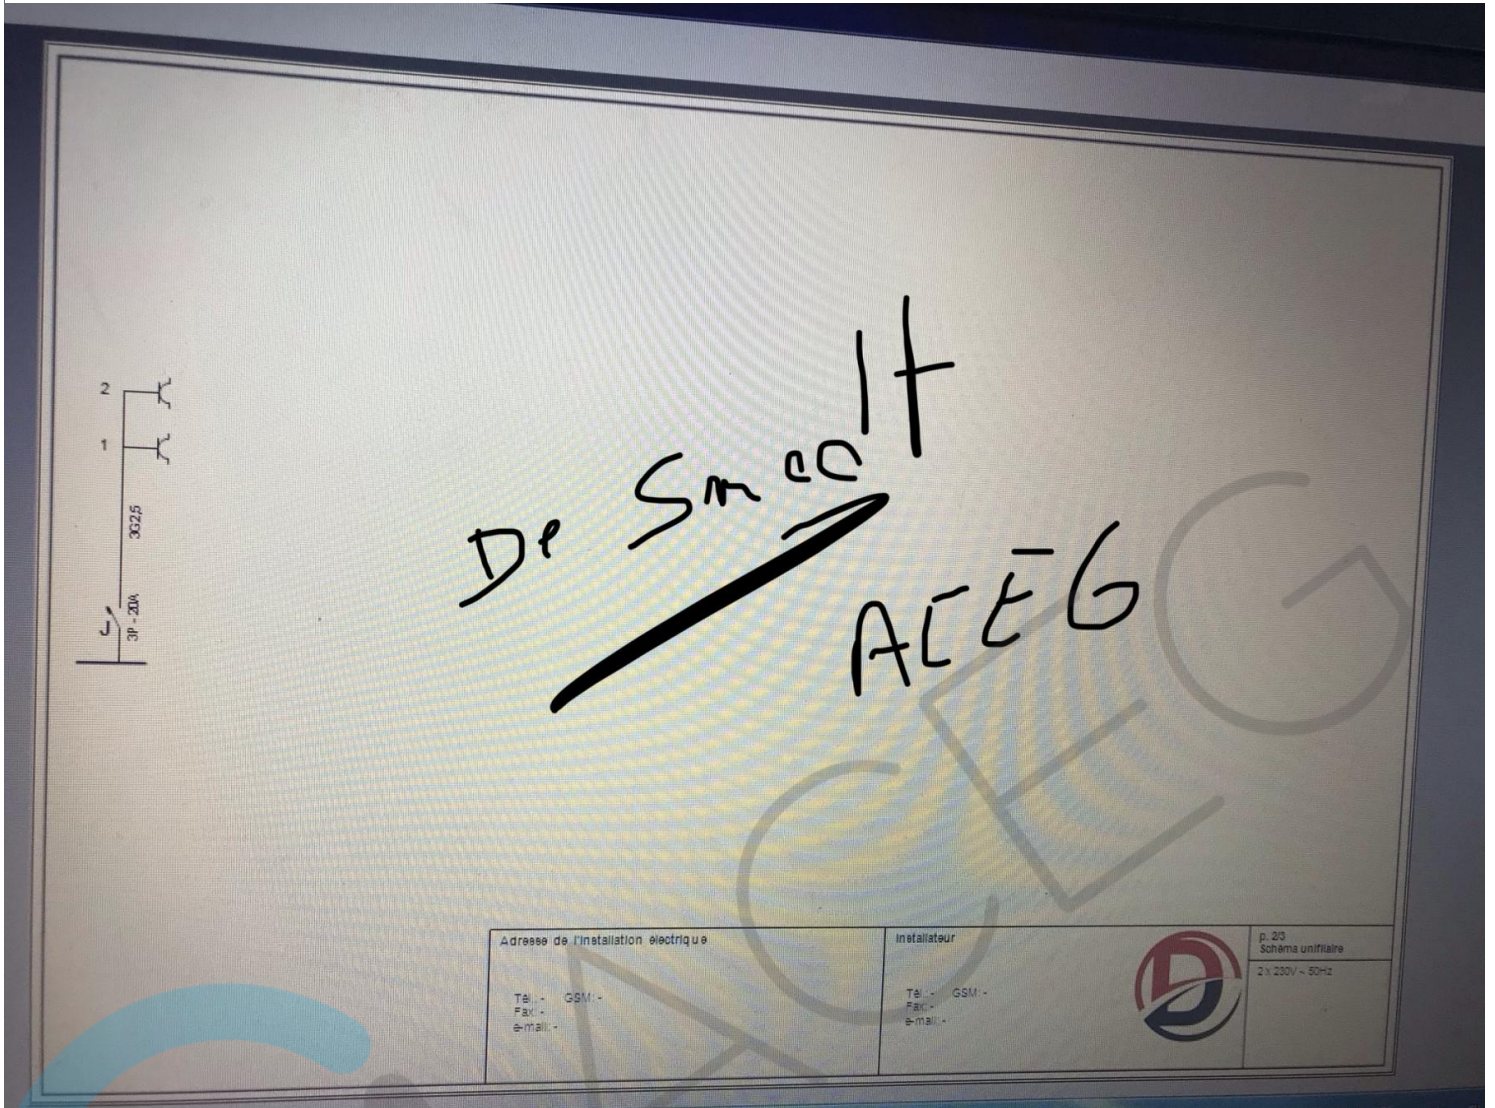 2
1
3G2,5
3P - 20A
De Smedt
ACEG
ACEG
Adresse de l'installation électrique
Tél.: - GSM: -
Fax: -
e-mail: -
Installateur
Tél.: - GSM: -
Fax: -
e-mail: -
D
p. 2/3
Schéma unifilaire
2 x 230V ~ 50Hz